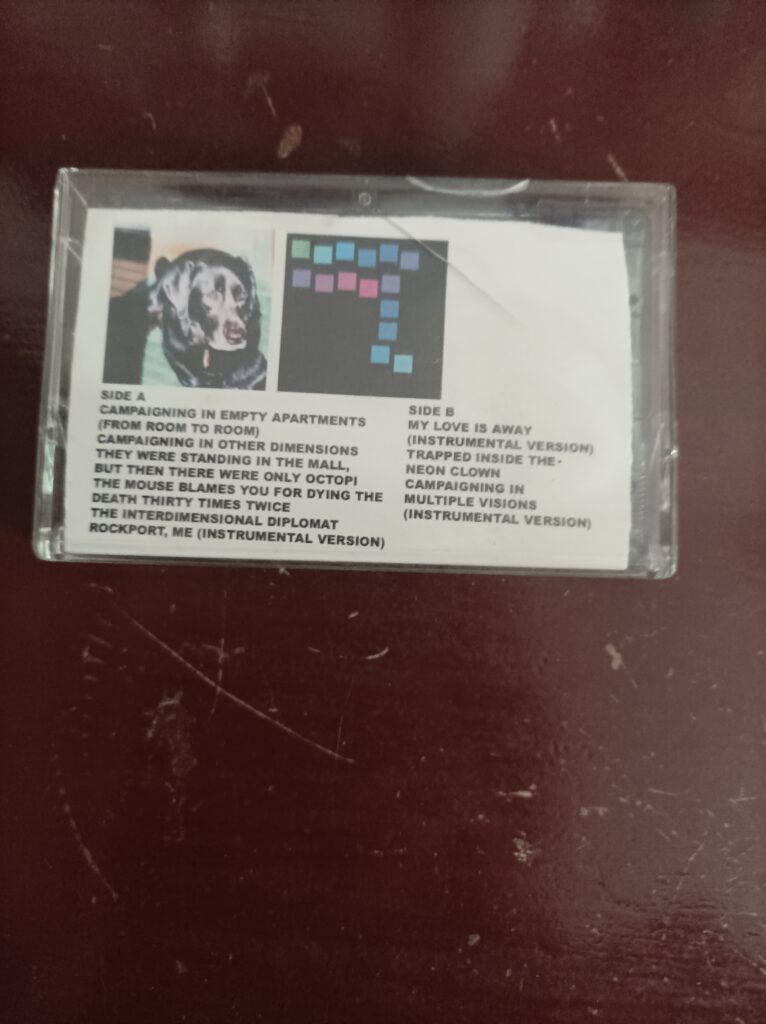 SIDE A
CAMPAIGNING IN EMPTY APARTMENTS
(FROM ROOM TO ROOM)
CAMPAIGNING IN OTHER DIMENSIONS
THEY WERE STANDING IN THE MALL,
BUT THEN THERE WERE ONLY OCTOPI
THE MOUSE BLAMES YOU FOR DYING THE
DEATH THIRTY TIMES TWICE
THE INTERDIMENSIONAL DIPLOMAT
ROCKPORT, ME (INSTRUMENTAL VERSION)
SIDE B
MY LOVE IS AWAY
(INSTRUMENTAL VERSION)
TRAPPED INSIDE THE
NEON CLOWN
CAMPAIGNING IN
MULTIPLE VISIONS
(INSTRUMENTAL VERSION)